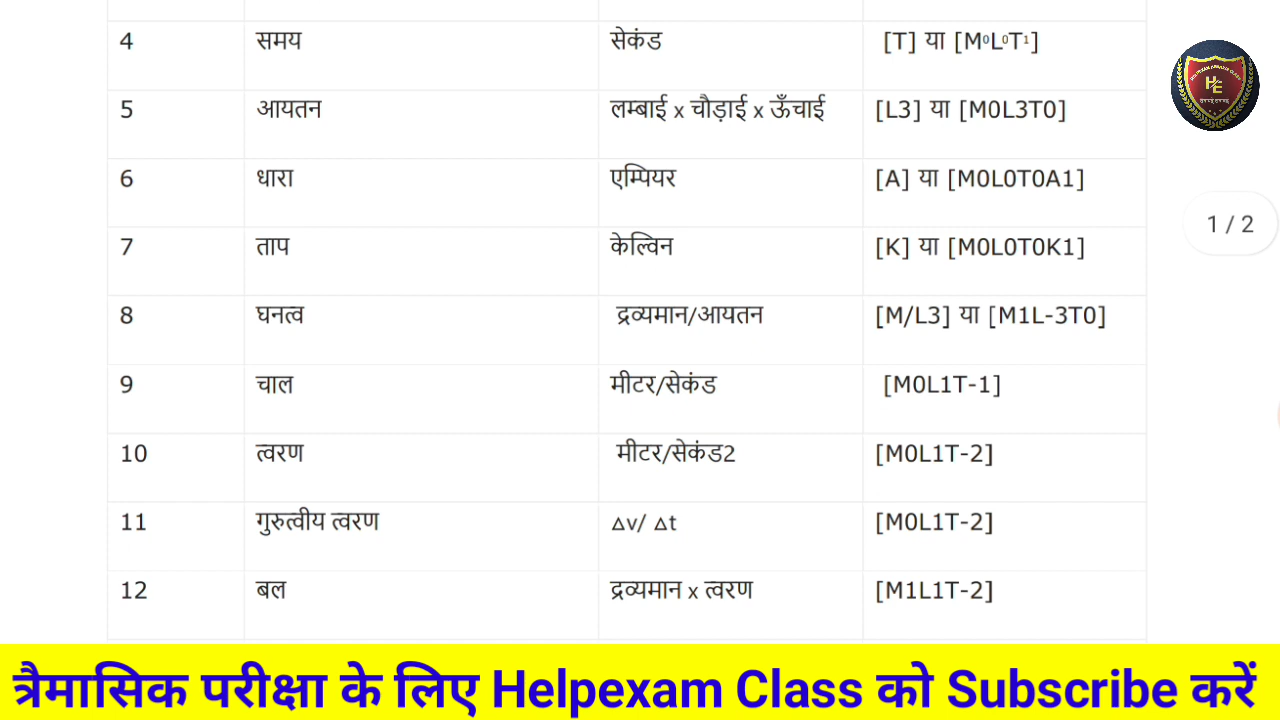 4 समय सेकंड [T] या [M⁰L⁰T¹]
5 आयतन लम्बाई x चौड़ाई x ऊँचाई [L3] या [M0L3T0]
6 धारा एम्पियर [A] या [M0L0T0A1]
7 ताप केल्विन [K] या [M0L0T0K1]
1 / 2
8 घनत्व द्रव्यमान/आयतन [M/L3] या [M1L-3T0]
9 चाल मीटर/सेकंड [M0L1T-1]
10 त्वरण मीटर/सेकंड2 [M0L1T-2]
11 गुरुत्वीय त्वरण △v/ △t [M0L1T-2]
12 बल द्रव्यमान x त्वरण [M1L1T-2]
त्रैमासिक परीक्षा के लिए Helpexam Class को Subscribe करें
HE